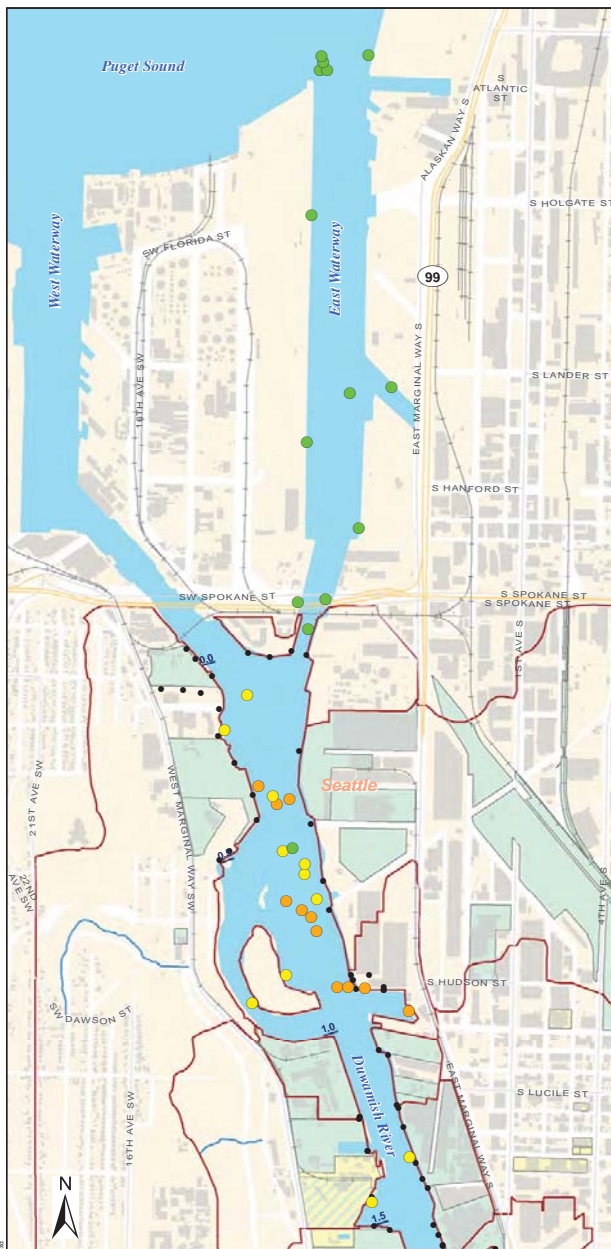 Puget Sound
S
ATLANTIC
ST
ALASKAN WAY S
S HOLGATE ST
SW FLORIDA ST
West Waterway
East Waterway
99
16TH AVE SW
EAST MARGINAL WAY S
S LANDER ST
S HANFORD ST
SW SPOKANE ST
S SPOKANE ST
S SPOKANE ST
0.0
1ST AVE S
Seattle
21ST AVE SW
WEST MARGINAL WAY SW
22ND
AVE SW
4TH AVE S
S HUDSON ST
SW DAWSON ST
1.0
Duwamish River
16TH AVE SW
EAST MARGINAL WAY S
S LUCILE ST
N
1.5